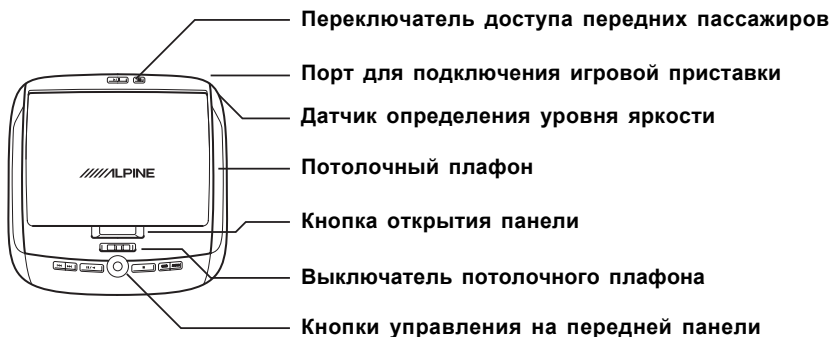 Переключатель доступа передних пассажиров
Порт для подключения игровой приставки
Датчик определения уровня яркости
Потолочный плафон
ALPINE
Кнопка открытия панели
Выключатель потолочного плафона
Кнопки управления на передней панели